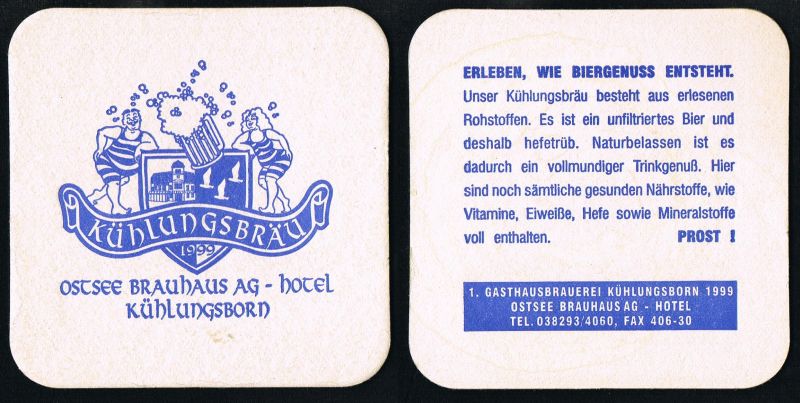 KÜHLUNGSBRÄU
1999
OSTSEE BRAUHAUS AG - HOTEL
KÜHLUNGSBORN
ERLEBEN, WIE BIERGENUSS ENTSTEHT.
Unser Kühlungsbräu besteht aus erlesenen
Rohstoffen. Es ist ein unfiltriertes Bier und
deshalb hefetrüb. Naturbelassen ist es
dadurch ein vollmundiger Trinkgenuß. Hier
sind noch sämtliche gesunden Nährstoffe, wie
Vitamine, Eiweiße, Hefe sowie Mineralstoffe
voll enthalten. PROST !
1. GASTHAUSBRAUEREI KÜHLUNGSBORN 1999
OSTSEE BRAUHAUS AG - HOTEL
TEL. 038293/4060, FAX 406-30